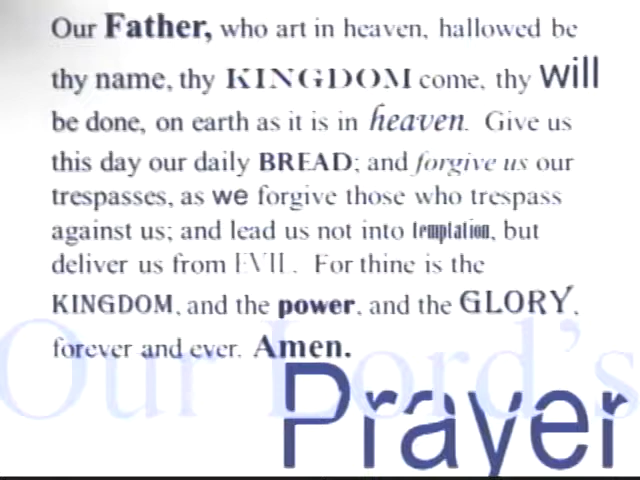 Our Father, who art in heaven, hallowed be
thy name, thy KINGDOM come, thy will
be done, on earth as it is in heaven. Give us
this day our daily BREAD; and forgive us our
trespasses, as we forgive those who trespass
against us; and lead us not into temptation, but
deliver us from EVIL. For thine is the
KINGDOM, and the power, and the GLORY,
forever and ever. Amen.
Our Lord's
Prayer